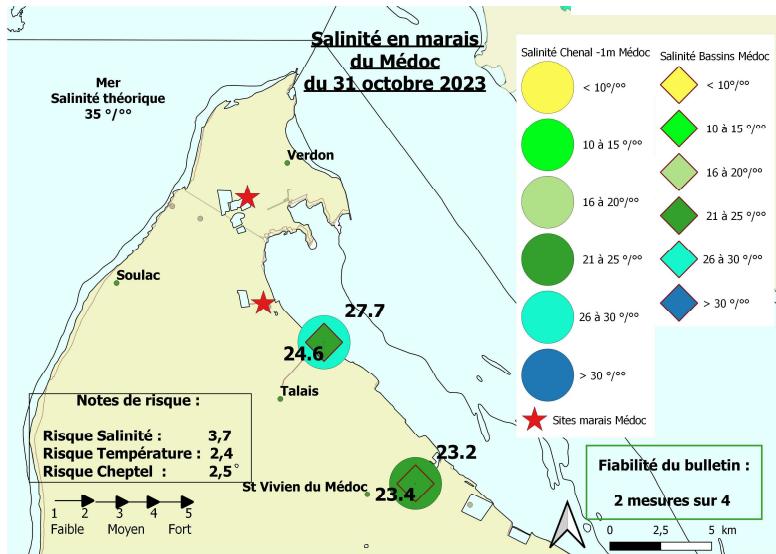 Salinité en marais
du Médoc
du 31 octobre 2023
Mer
Salinité théorique
35 °/°°
Verdon
Soulac
27.7
24.6
Talais
23.2
23.4
St Vivien du Médoc
Notes de risque :
Risque Salinité : 3,7
Risque Température : 2,4
Risque Cheptel : 2,5°
1 2 3 4 5
Faible Moyen Fort
Salinité Chenal -1m Médoc
< 10°/°°
10 à 15 °/°°
16 à 20°/°°
21 à 25 °/°°
26 à 30 °/°°
> 30 °/°°
Sites marais Médoc
Salinité Bassins Médoc
< 10°/°°
10 à 15 °/°°
16 à 20°/°°
21 à 25 °/°°
26 à 30 °/°°
> 30 °/°°
Fiabilité du bulletin :
2 mesures sur 4
0 2,5 5 km